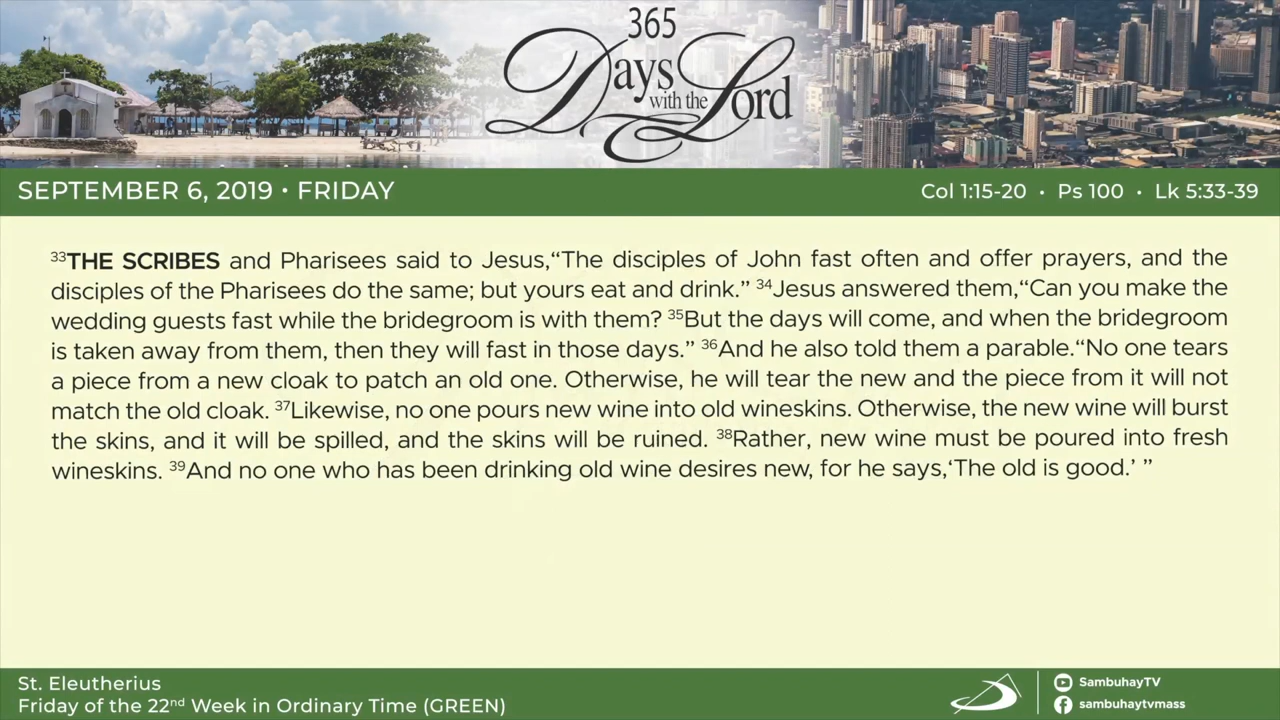 365
Days with the Lord
SEPTEMBER 6, 2019 • FRIDAY
Col 1:15-20 • Ps 100 • Lk 5:33-39
³³THE SCRIBES and Pharisees said to Jesus,“The disciples of John fast often and offer prayers, and the
disciples of the Pharisees do the same; but yours eat and drink.” ³⁴Jesus answered them,“Can you make the
wedding guests fast while the bridegroom is with them? ³⁵But the days will come, and when the bridegroom
is taken away from them, then they will fast in those days.” ³⁶And he also told them a parable.“No one tears
a piece from a new cloak to patch an old one. Otherwise, he will tear the new and the piece from it will not
match the old cloak. ³⁷Likewise, no one pours new wine into old wineskins. Otherwise, the new wine will burst
the skins, and it will be spilled, and the skins will be ruined. ³⁸Rather, new wine must be poured into fresh
wineskins. ³⁹And no one who has been drinking old wine desires new, for he says,‘The old is good.’ ”
St. Eleutherius
Friday of the 22ⁿᵈ Week in Ordinary Time (GREEN)
SambuhayTV
sambuhaytvmass